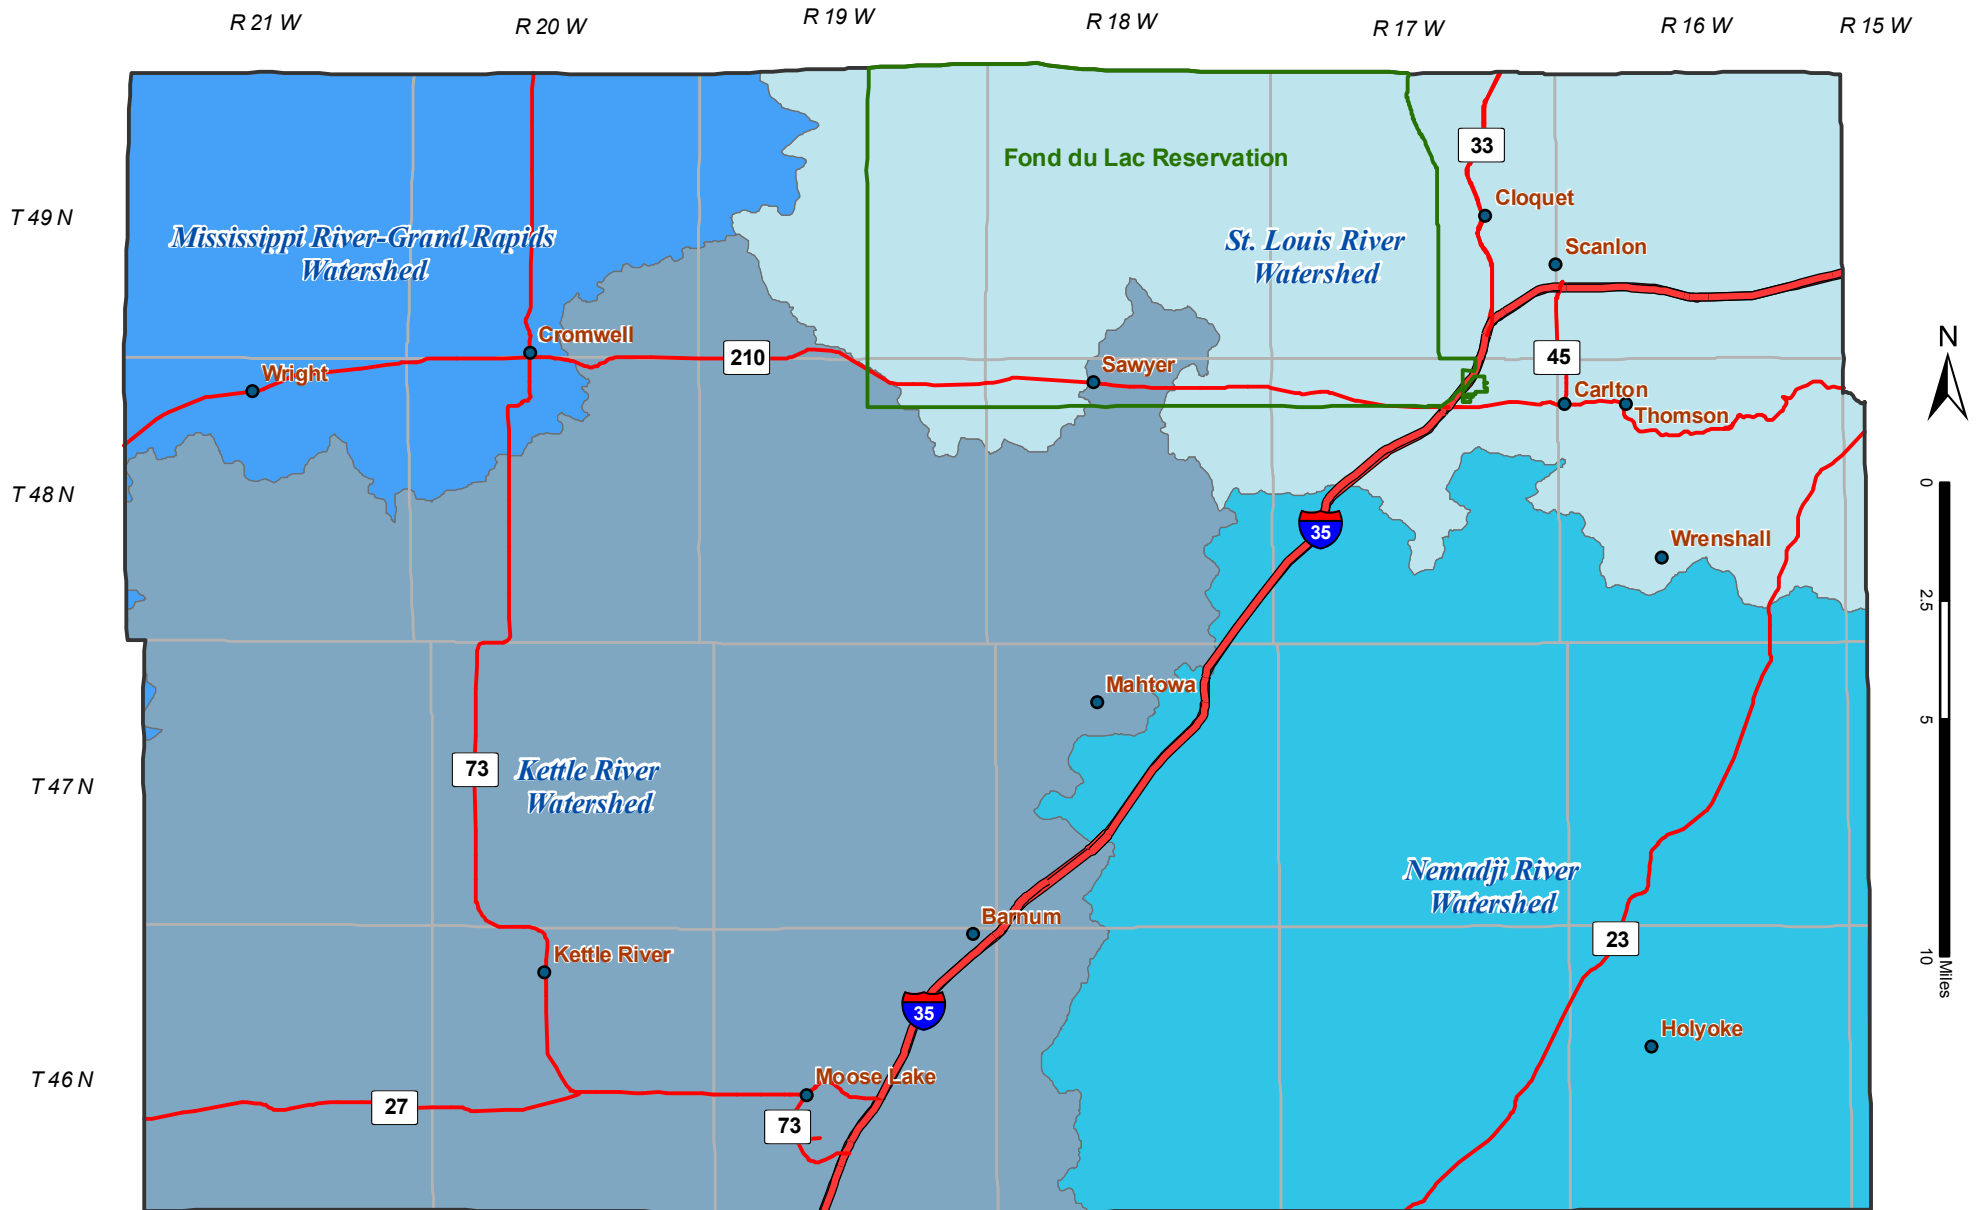 R 21 W
R 20 W
R 19 W
R 18 W
R 17 W
R 16 W
R 15 W
33
Fond du Lac Reservation
Cloquet
T 49 N
Mississippi River-Grand Rapids
Watershed
St. Louis River
Watershed
Scanlon
N
Cromwell
210
45
Sawyer
Wright
Carlton
Thomson
T 48 N
0
35
Wrenshall
2.5
Mahtowa
5
73
Kettle River
Watershed
T 47 N
Nemadji River
Watershed
Barnum
23
Kettle River
10
Miles
35
Holyoke
Moose Lake
T 46 N
27
73